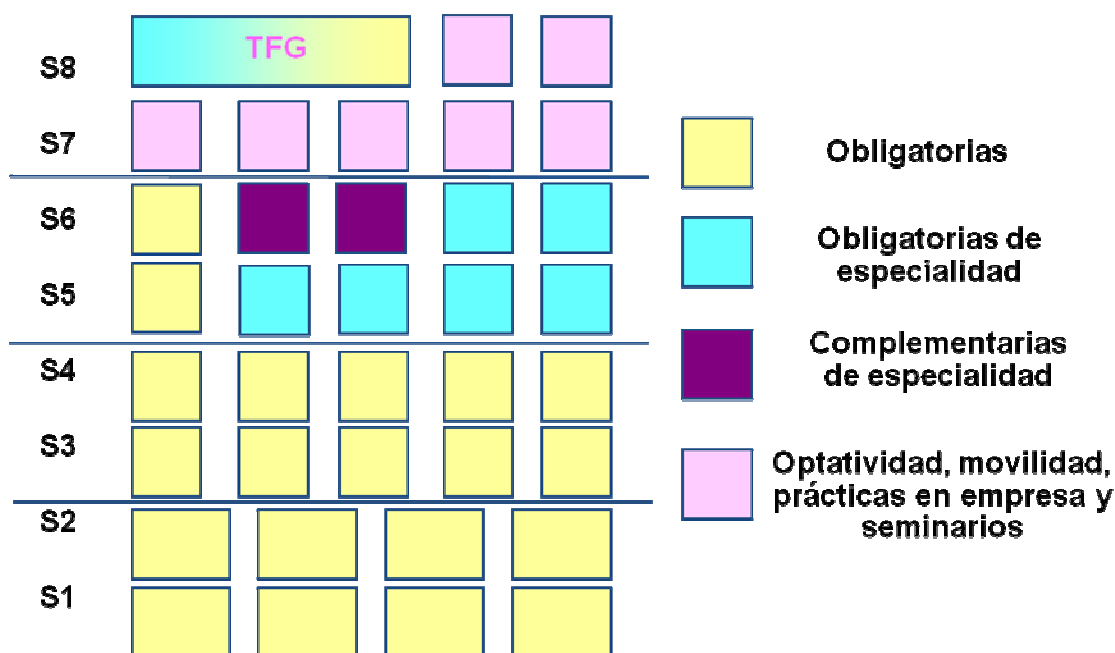 TFG
S8
S7
S6
S5
S4
S3
S2
S1
Obligatorias
Obligatorias de
especialidad
Complementarias
de especialidad
Optatividad, movilidad,
prácticas en empresa y
seminarios